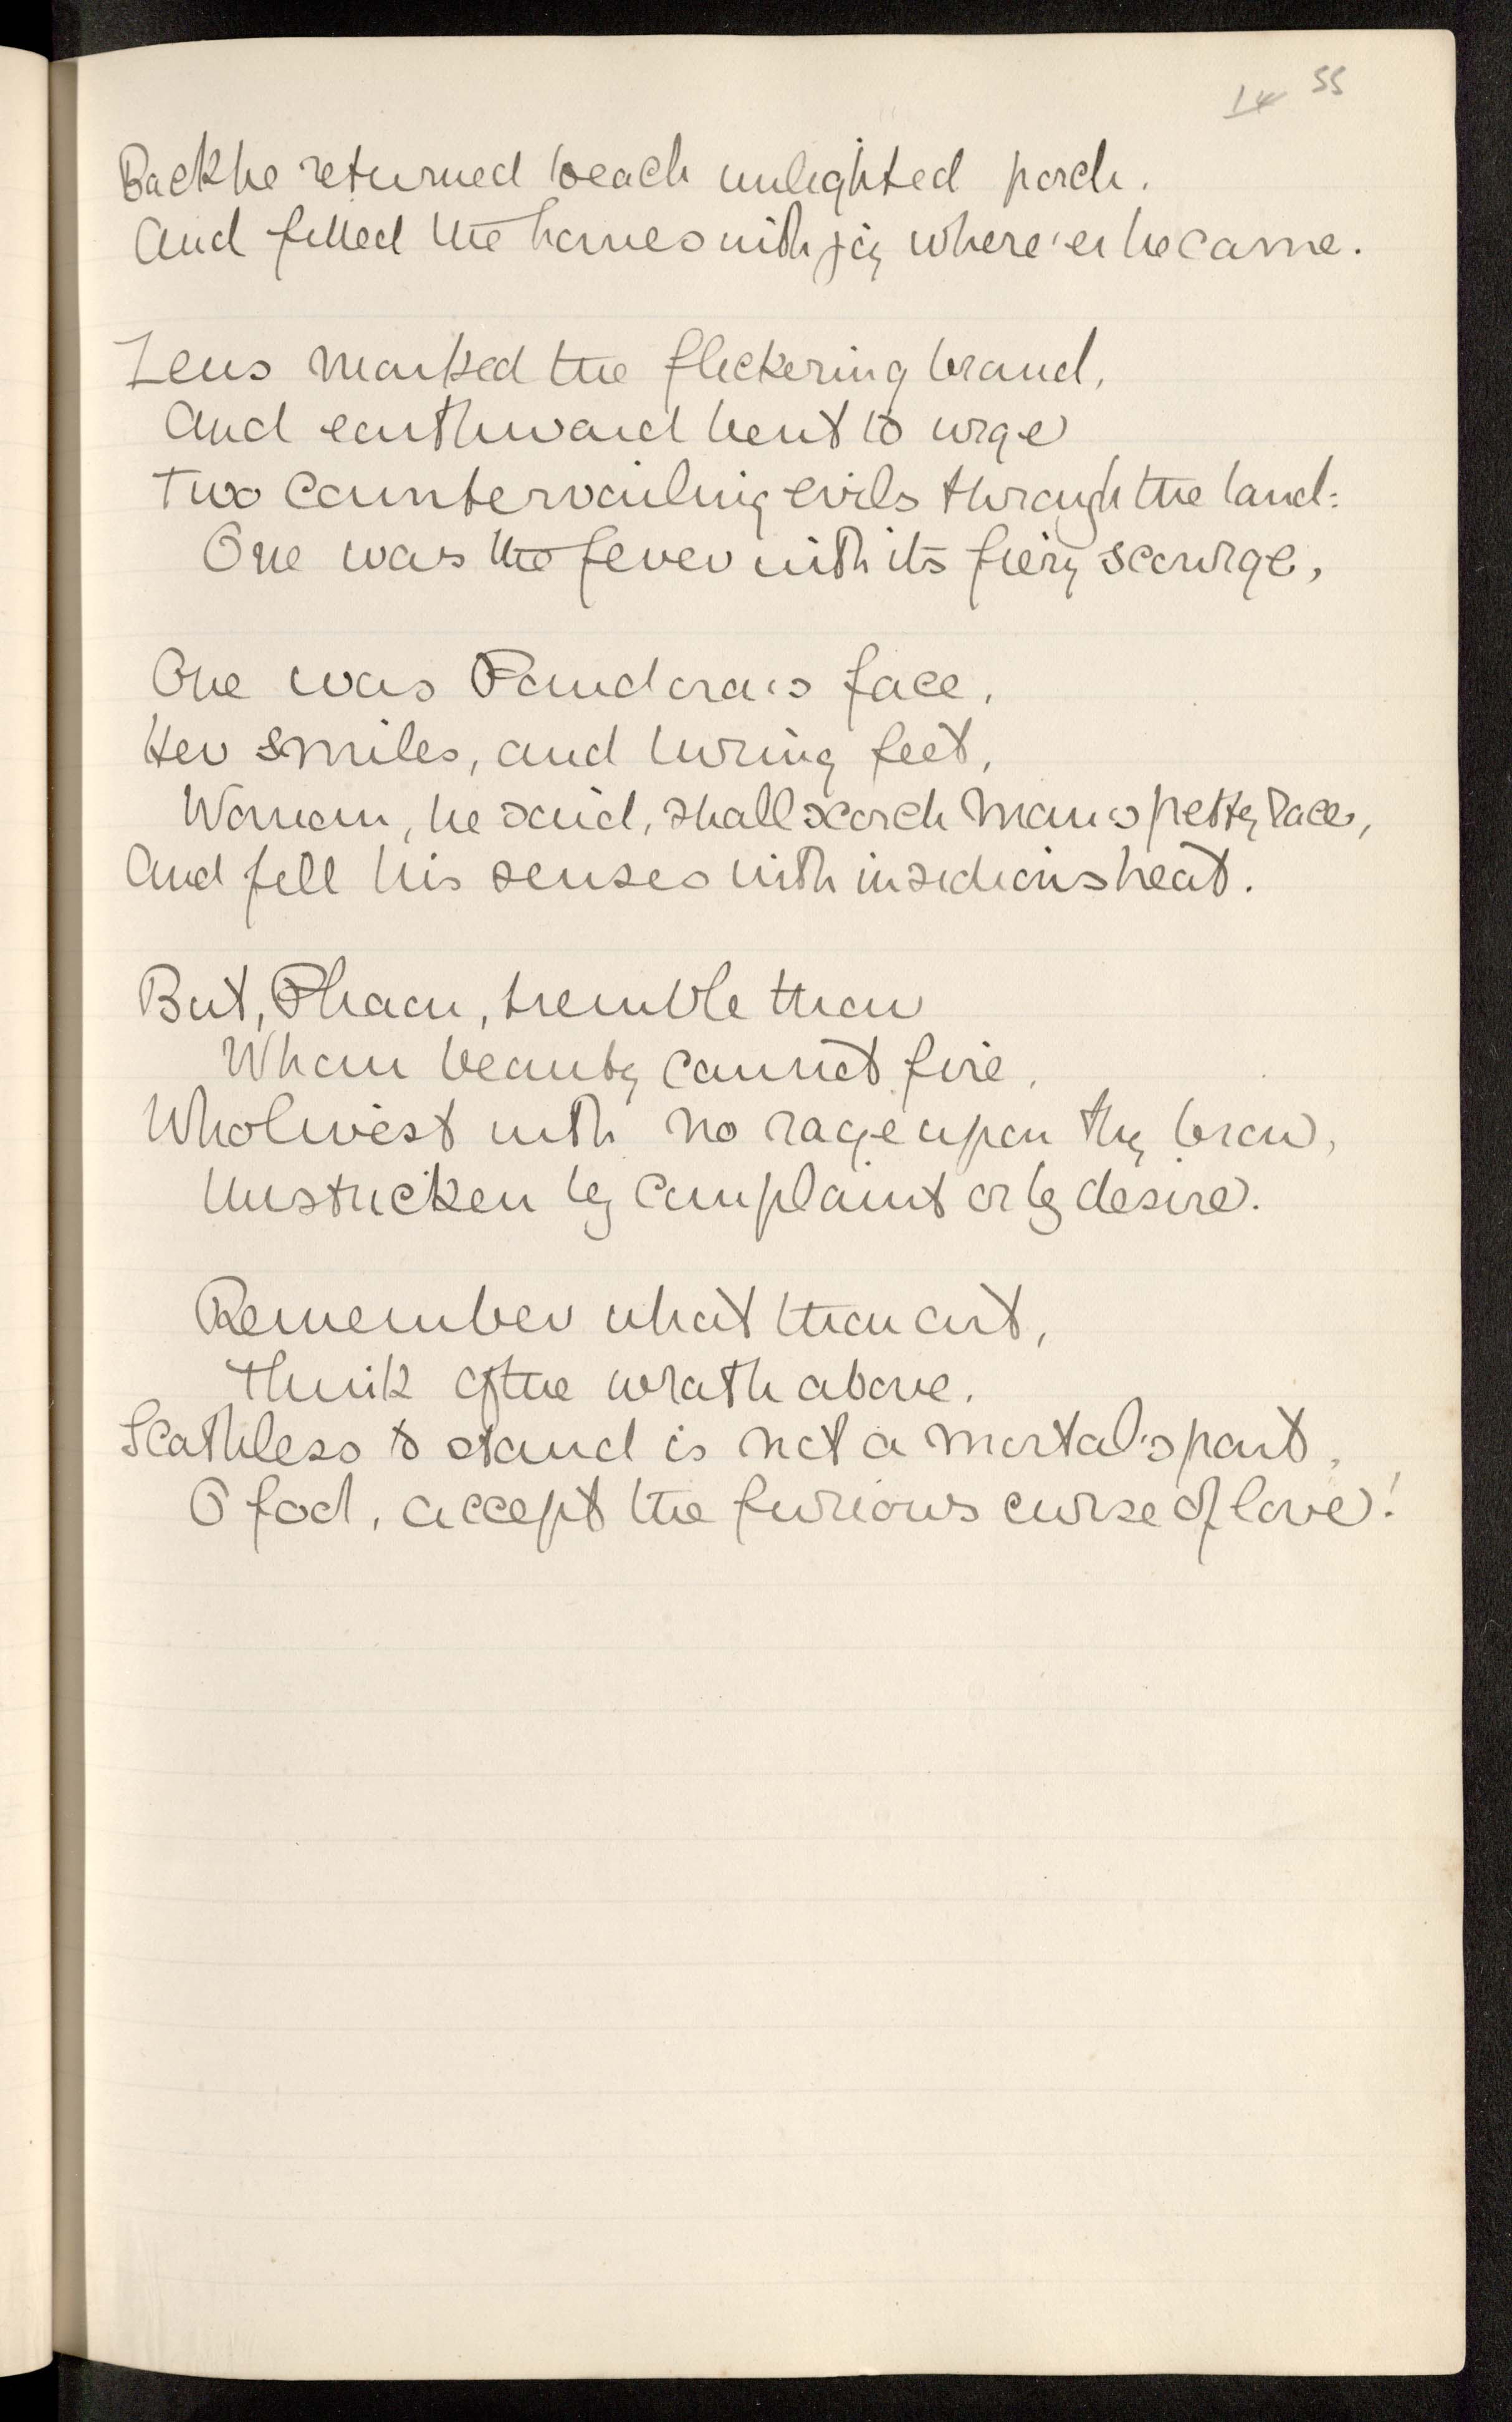 14 55
Back he returned to each unlighted porch.
And filled the homes with joy where'er he came.
Zeus marked the flickering brand,
And earthward bent to urge
Two countervailing evils through the land:
One was the fever with its fiery scourge,
One was Pandora's face,
Her smiles, and luring feet,
Woman, he said, shall scorch man's petty race,
And fill his senses with insidious heat.
But, Phaon, tremble thou
Whom beauty cannot fire,
Who livest with no rage upon thy brow,
Unstricken by complaint or by desire.
Remember what thou art,
Think of the wrath above.
Scathless to stand is not a mortal's part,
O fool, accept the furious curse of love!